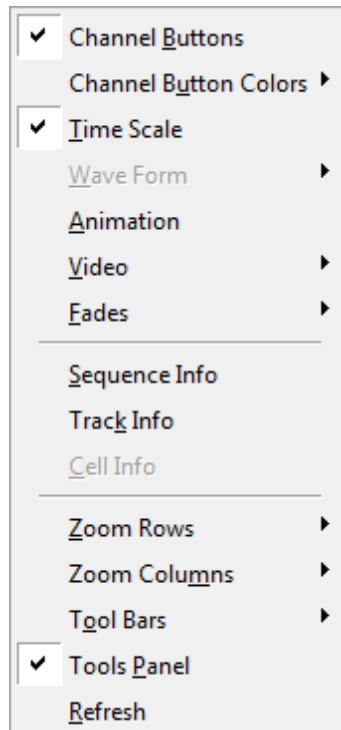 Channel Buttons
Channel Button Colors
Time Scale
Wave Form
Animation
Video
Fades
Sequence Info
Track Info
Cell Info
Zoom Rows
Zoom Columns
Tool Bars
Tools Panel
Refresh